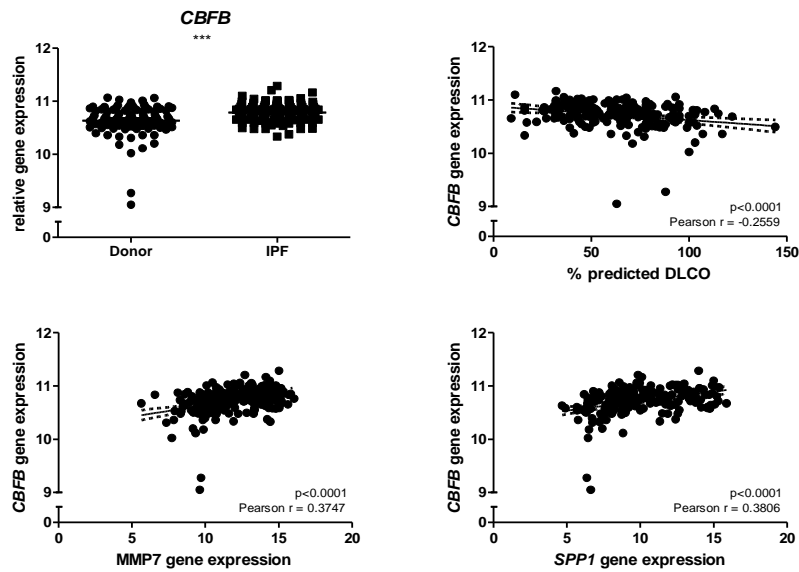 CBFB
***
12
11
10
9
0
relative gene expression
Donor
IPF
12
11
10
9
0
CBFB gene expression
p<0.0001
Pearson r = -0.2559
0
50
100
150
% predicted DLCO
12
11
10
9
0
CBFB gene expression
p<0.0001
Pearson r = 0.3747
0
5
10
15
20
MMP7 gene expression
12
11
10
9
0
CBFB gene expression
p<0.0001
Pearson r = 0.3806
0
5
10
15
20
SPP1 gene expression